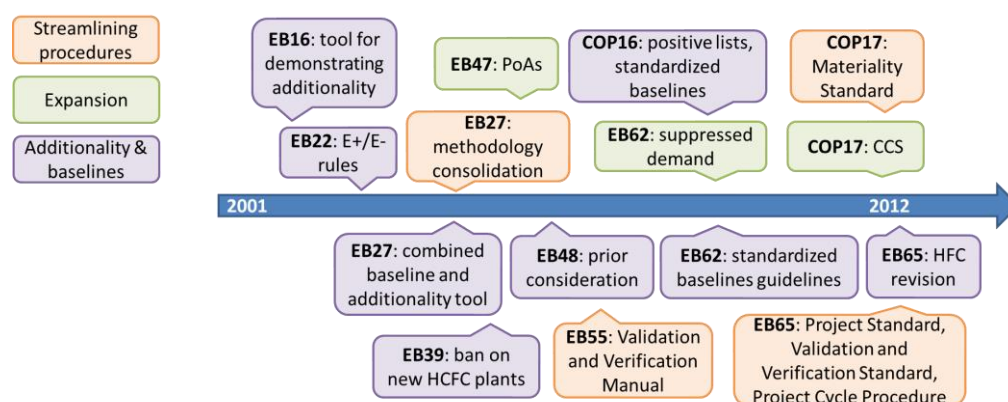 Streamlining
procedures
Expansion
Additionality &
baselines
EB16: tool for
demonstrating
additionality
EB22: E+/E-
rules
EB47: PoAs
EB27:
methodology
consolidation
COP16: positive lists,
standardized
baselines
EB62: suppressed
demand
COP17:
Materiality
Standard
COP17: CCS
2001
2012
EB27: combined
baseline and
additionality tool
EB39: ban on
new HCFC plants
EB48: prior
consideration
EB55: Validation
and Verification
Manual
EB62: standardized
baselines guidelines
EB65: HFC
revision
EB65: Project Standard,
Validation and
Verification Standard,
Project Cycle Procedure